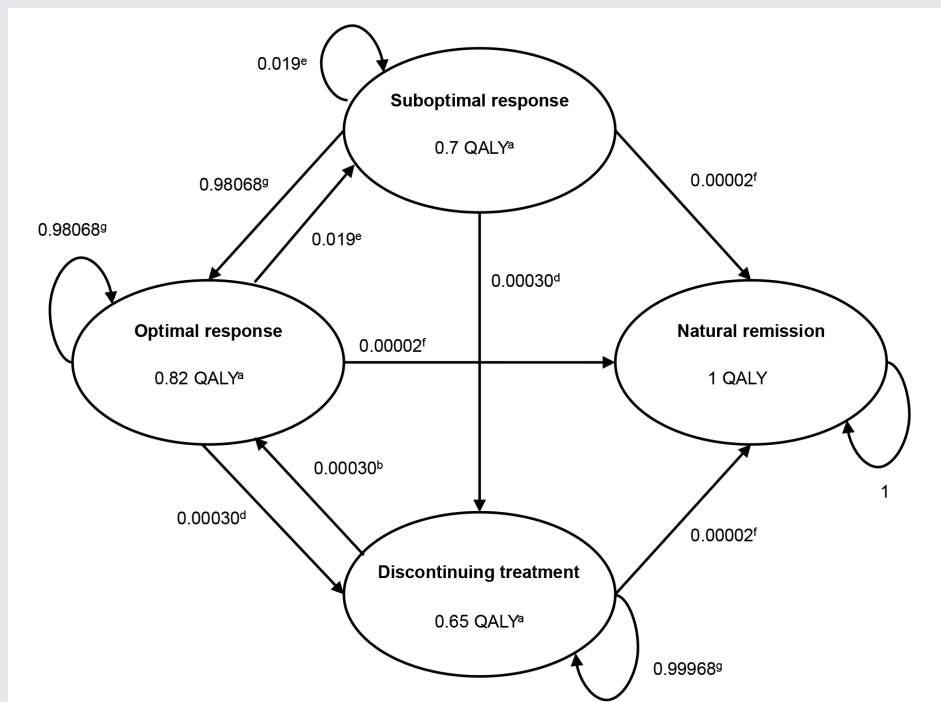 0.019ᵉ
Suboptimal response
0.7 QALYᵃ
0.98068ᵍ
0.00002ᶠ
0.98068ᵍ
0.019ᵉ
0.00030ᵈ
Optimal response
0.82 QALYᵃ
0.00002ᶠ
Natural remission
1 QALY
0.00030ᵇ
0.00030ᵈ
1
0.00002ᶠ
Discontinuing treatment
0.65 QALYᵃ
0.99968ᵍ